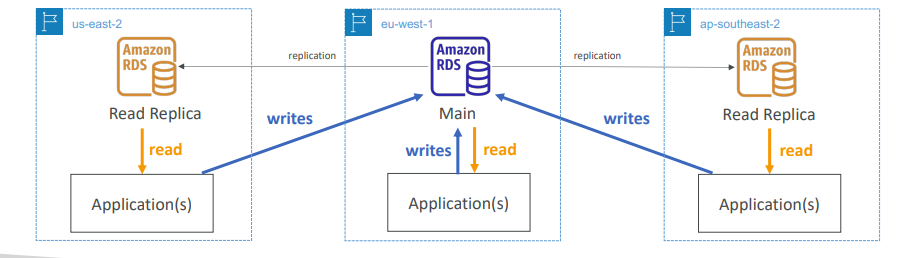 us-east-2
eu-west-1
ap-southeast-2
Amazon
RDS
replication
Amazon
RDS
replication
Amazon
RDS
Read Replica
writes
Main
writes
Read Replica
read
writes
read
read
Application(s)
Application(s)
Application(s)